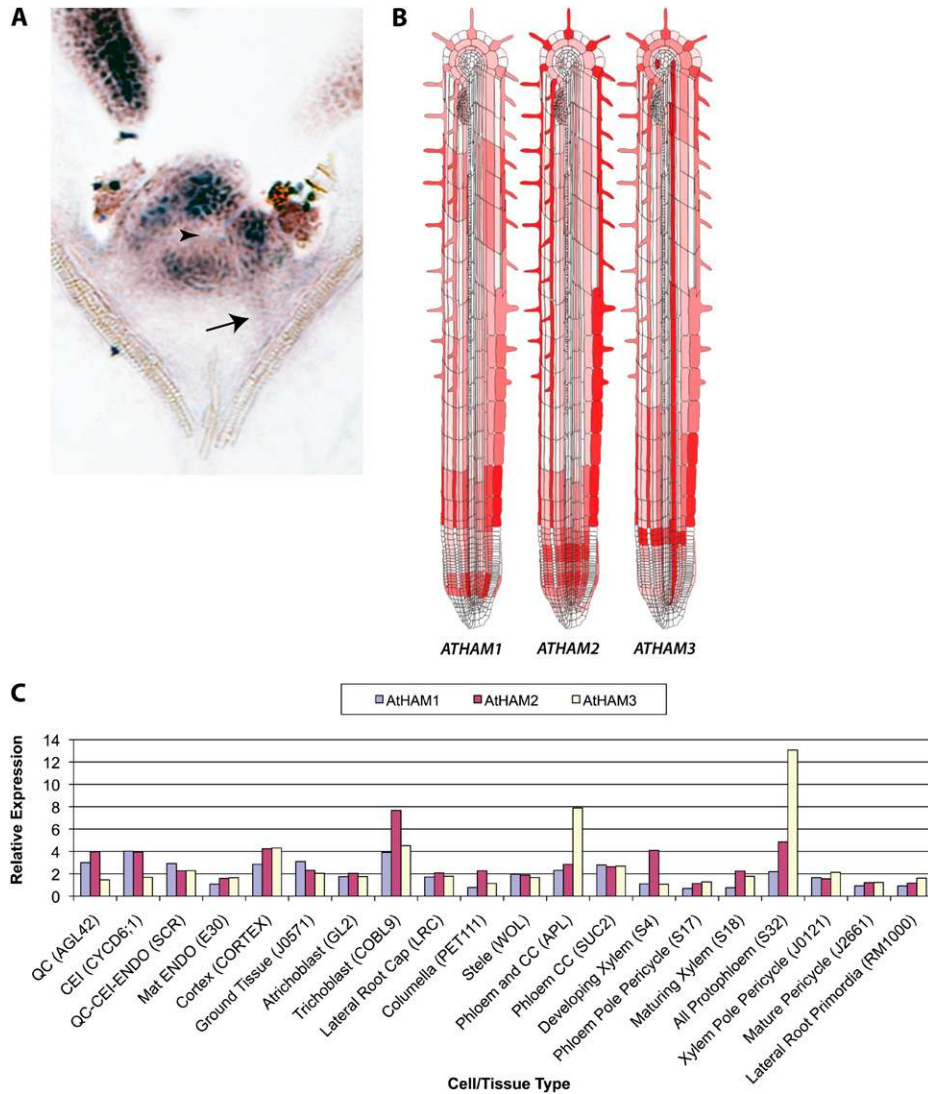 A
B
ATHAM1 ATHAM2 ATHAM3
C
AtHAM1 AtHAM2 AtHAM3
Relative Expression
14
12
10
8
6
4
2
0
QC (AGL42)
CEI (CYCD6:1)
QC-CEI-ENDO (SCR)
Mat ENDO (E30)
Cortex (CORTEX)
Ground Tissue (J0571)
Atrichoblast (GL2)
Trichoblast (COBL9)
Lateral Root Cap (LRC)
Columella (PET111)
Stele (WOL)
Phloem and CC (APL)
Phloem CC (SUC2)
Developing Xylem (S4)
Phloem Pole Pericycle (S17)
Maturing Xylem (S18)
All Protophloem (S32)
Xylem Pole Pericycle (J0121)
Mature Pericycle (J2661)
Lateral Root Primordia (RM1000)
Cell/Tissue Type